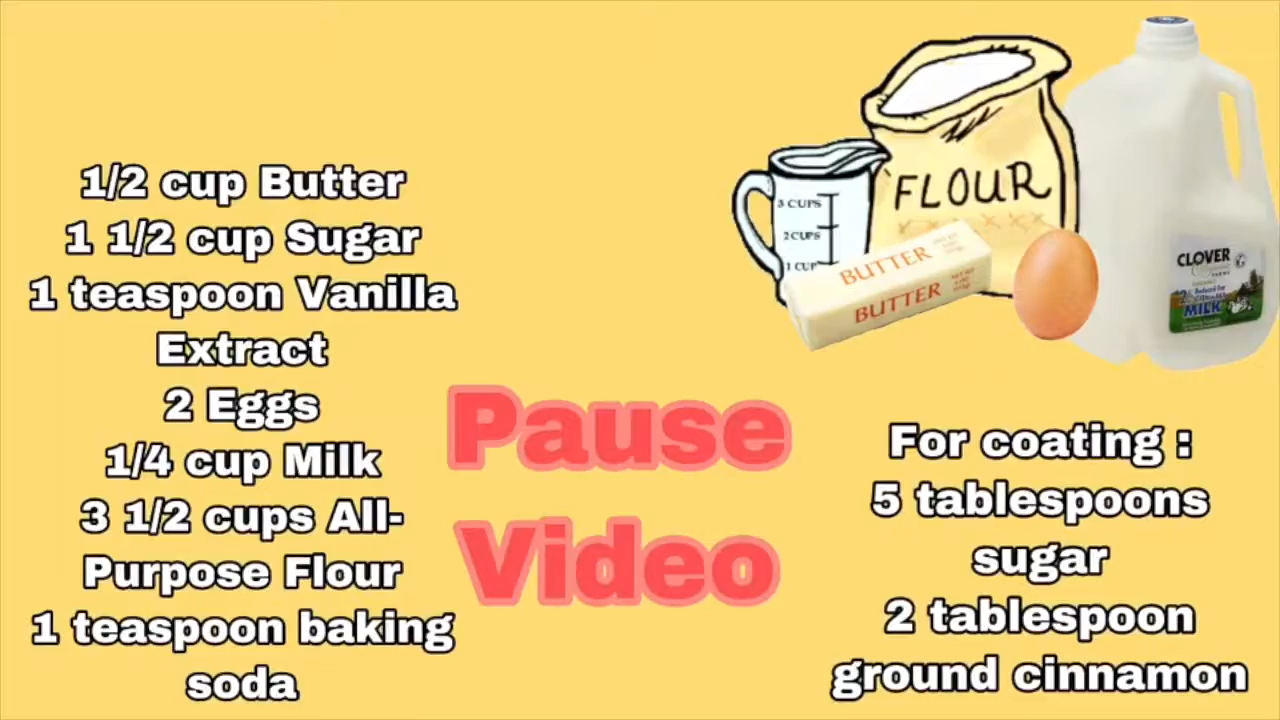 1/2 cup Butter
1 1/2 cup Sugar
1 teaspoon Vanilla
Extract
2 Eggs
1/4 cup Milk
3 1/2 cups All-
Purpose Flour
1 teaspoon baking
soda
Pause
Video
For coating :
5 tablespoons
sugar
2 tablespoon
ground cinnamon
FLOUR
3 CUPS
2 CUPS
1 CUP
BUTTER
BUTTER
CLOVER
MILK